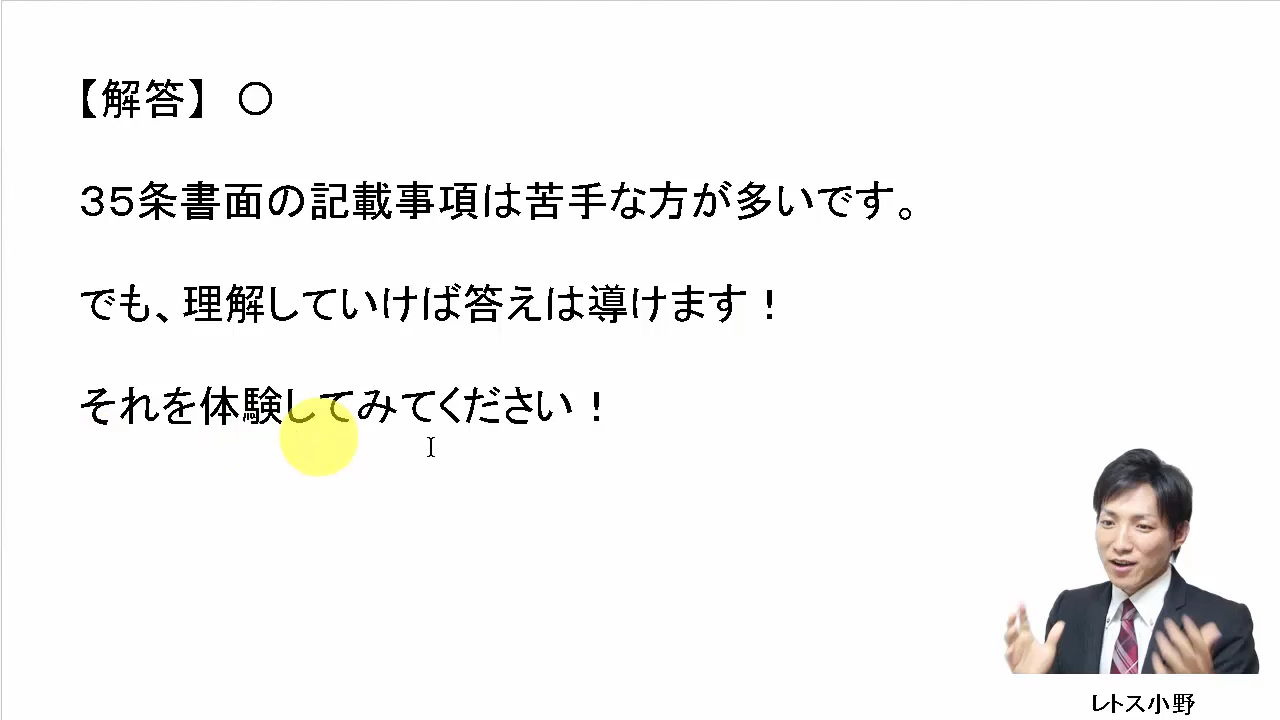 【解答】 ○
３５条書面の記載事項は苦手な方が多いです。
でも、理解していけば答えは導けます！
それを体験してみてください！
レトス小野